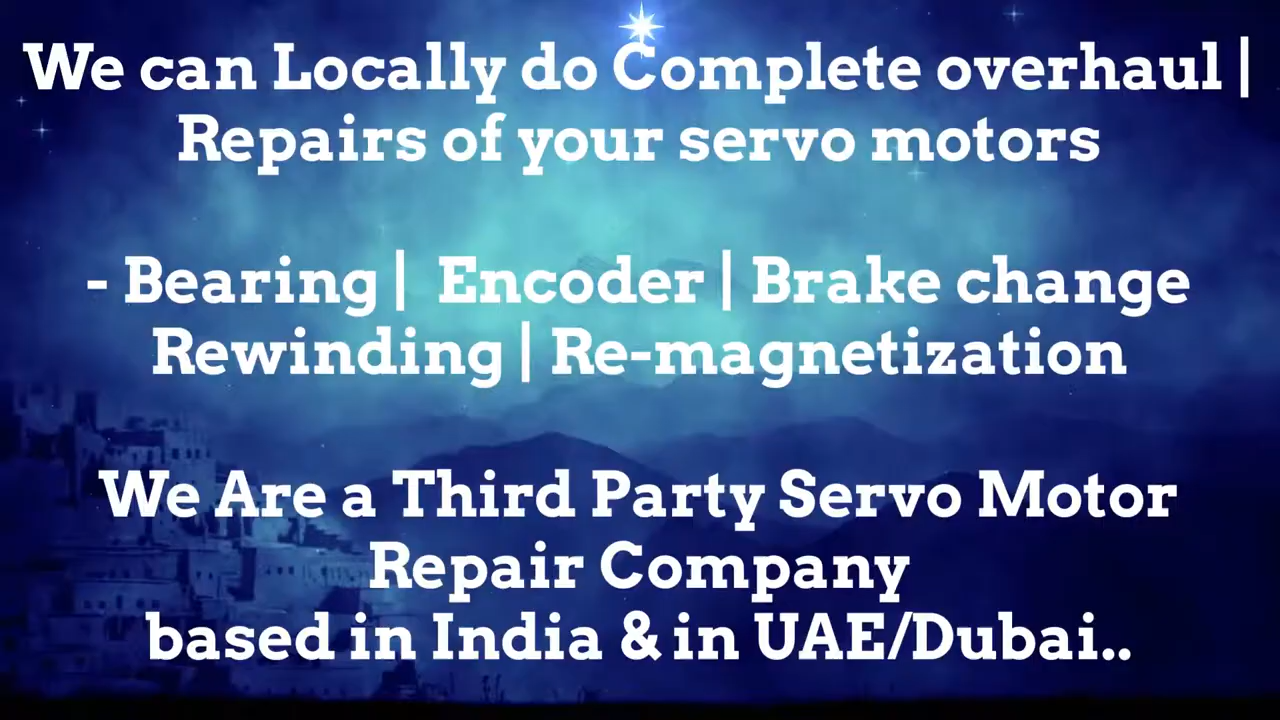 We can Locally do Complete overhaul |
Repairs of your servo motors
- Bearing | Encoder | Brake change
Rewinding | Re-magnetization
We Are a Third Party Servo Motor
Repair Company
based in India & in UAE/Dubai..